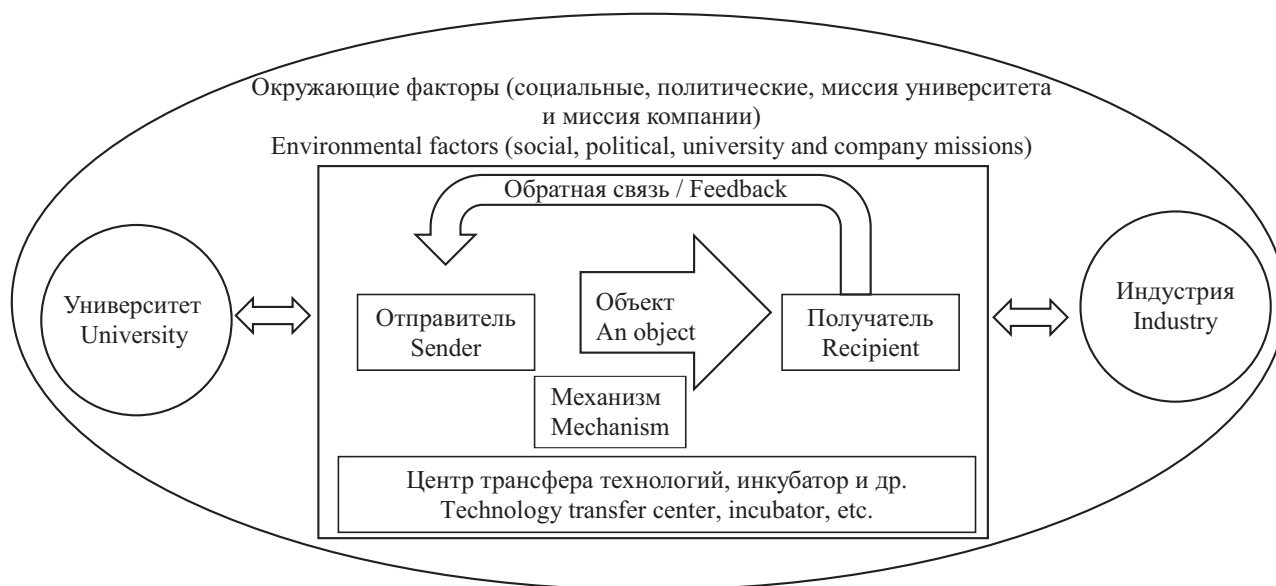 Окружающие факторы (социальные, политические, миссия университета
и миссия компании)
Environmental factors (social, political, university and company missions)
Обратная связь / Feedback
Университет
University
Отправитель
Sender
Объект
An object
Получатель
Recipient
Индустрия
Industry
Механизм
Mechanism
Центр трансфера технологий, инкубатор и др.
Technology transfer center, incubator, etc.